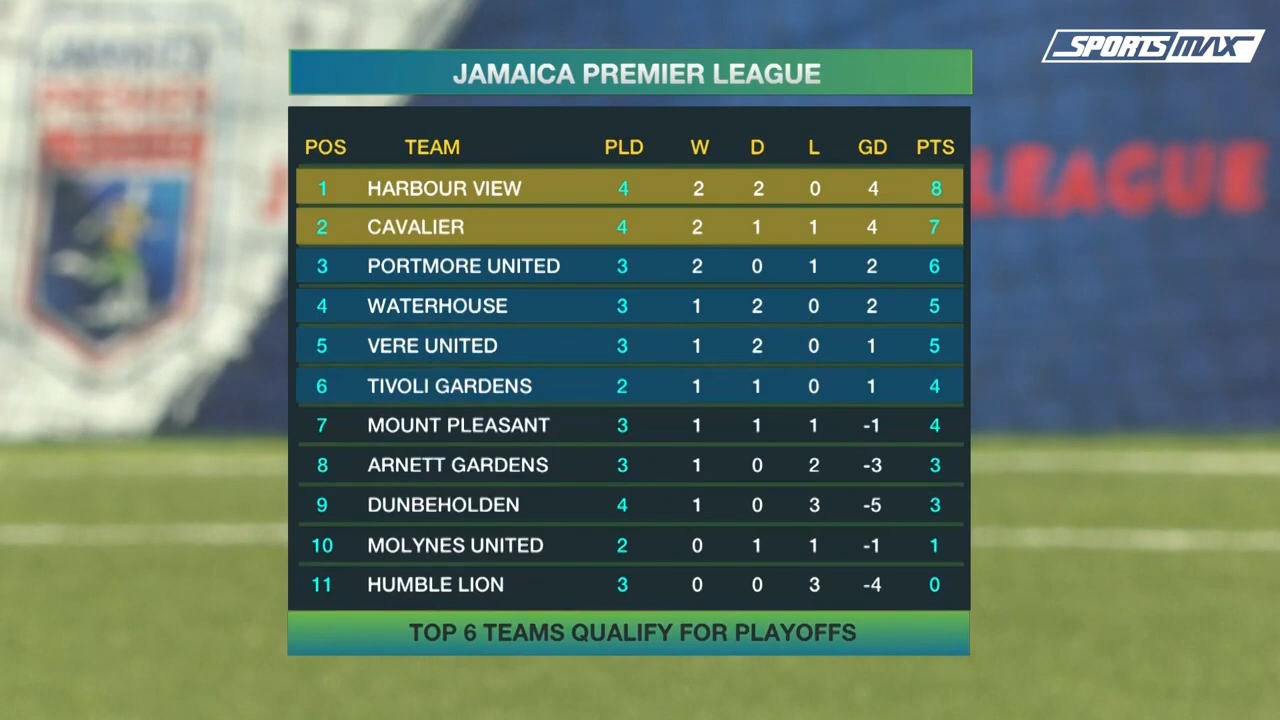 SPORTSMAX
JAMAICA PREMIER LEAGUE
POS TEAM PLD W D L GD PTS
1 HARBOUR VIEW 4 2 2 0 4 8
2 CAVALIER 4 2 1 1 4 7
3 PORTMORE UNITED 3 2 0 1 2 6
4 WATERHOUSE 3 1 2 0 2 5
5 VERE UNITED 3 1 2 0 1 5
6 TIVOLI GARDENS 2 1 1 0 1 4
7 MOUNT PLEASANT 3 1 1 1 -1 4
8 ARNETT GARDENS 3 1 0 2 -3 3
9 DUNBEHOLDEN 4 1 0 3 -5 3
10 MOLYNES UNITED 2 0 1 1 -1 1
11 HUMBLE LION 3 0 0 3 -4 0
TOP 6 TEAMS QUALIFY FOR PLAYOFFS
LEAGUE